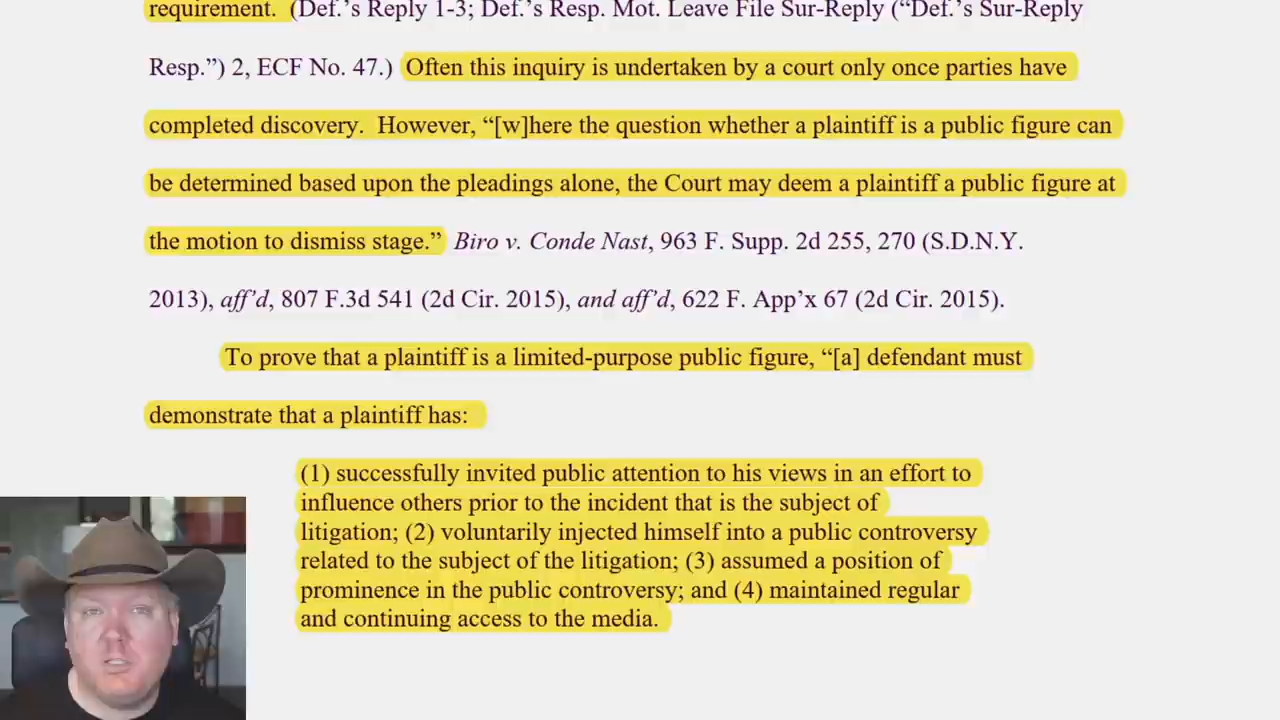 requirement. (Def.’s Reply 1-3; Def.’s Resp. Mot. Leave File Sur-Reply (“Def.’s Sur-Reply
Resp.”) 2, ECF No. 47.) Often this inquiry is undertaken by a court only once parties have
completed discovery. However, “[w]here the question whether a plaintiff is a public figure can
be determined based upon the pleadings alone, the Court may deem a plaintiff a public figure at
the motion to dismiss stage.” Biro v. Conde Nast, 963 F. Supp. 2d 255, 270 (S.D.N.Y.
2013), aff’d, 807 F.3d 541 (2d Cir. 2015), and aff’d, 622 F. App’x 67 (2d Cir. 2015).
To prove that a plaintiff is a limited-purpose public figure, “[a] defendant must
demonstrate that a plaintiff has:
(1) successfully invited public attention to his views in an effort to
influence others prior to the incident that is the subject of
litigation; (2) voluntarily injected himself into a public controversy
related to the subject of the litigation; (3) assumed a position of
prominence in the public controversy; and (4) maintained regular
and continuing access to the media.